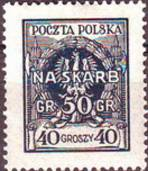 POCZTA POLSKA
NA SKARB
GR 50 GR
40 GROSZY 40